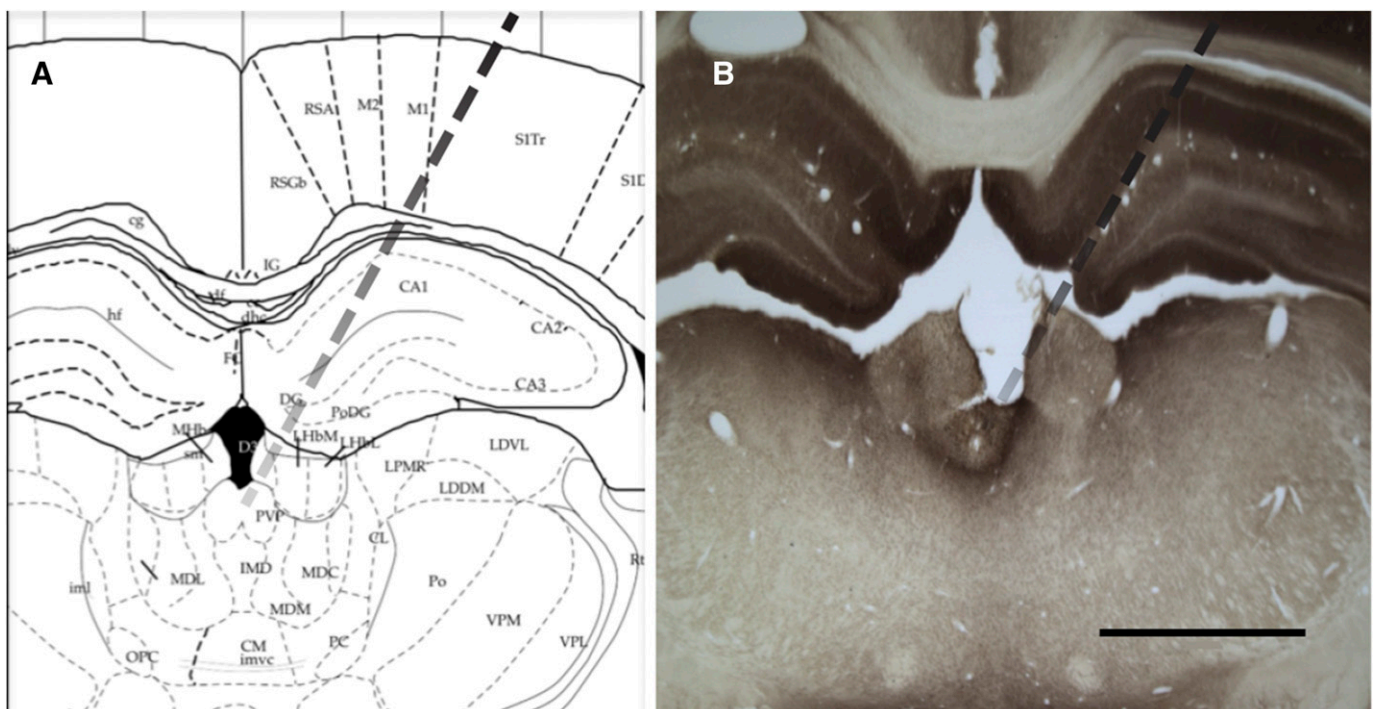 A
B
RSA
M2
M1
S1Tr
RSGb
S1D
cg
IG
df
dhc
CA1
hf
CA2
FC
CA3
DG
PoDG
MHb
LHbM
LHbL
D3
sm
LDVL
LPMR
LDDM
PVP
CL
IMD
MDL
MDC
iml
Po
Rt
MDM
VPM
CM
PC
VPL
OPC
imvc